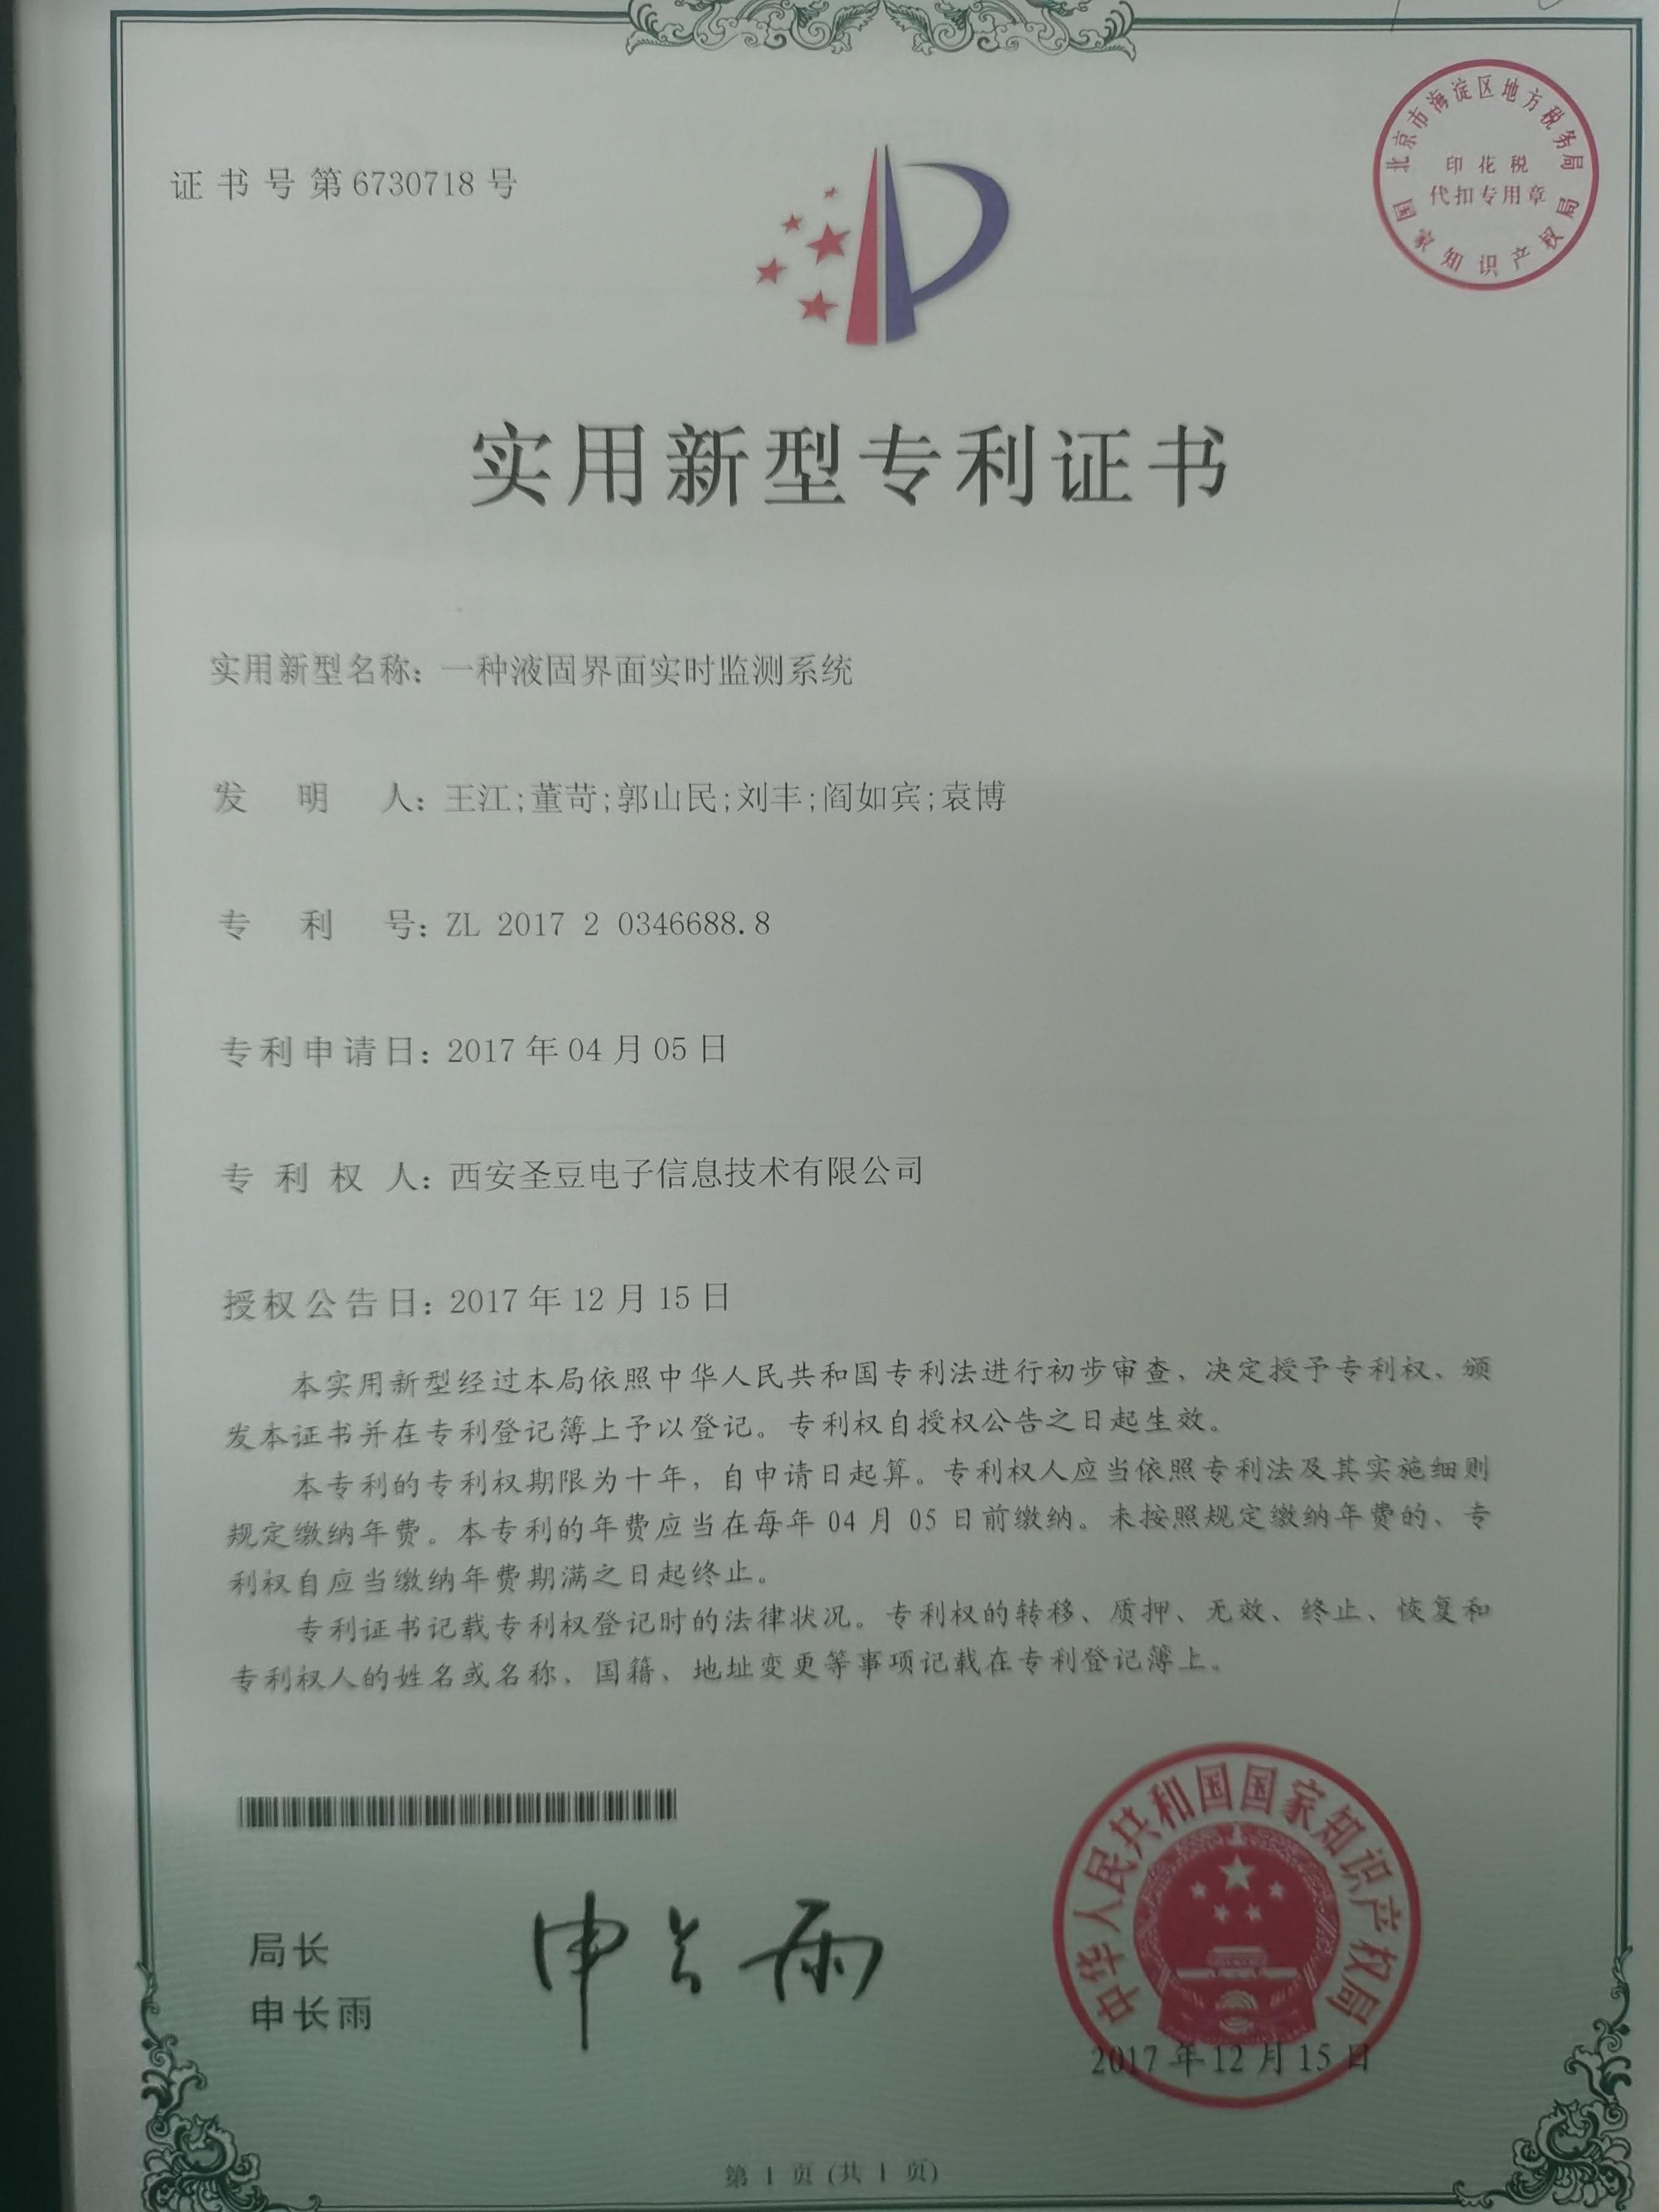 证书号第6730718号
北京市海淀区地方税务局
印花税
代扣专用章
国家知识产权局
实用新型专利证书
实用新型名称：一种液固界面实时监测系统
发明人：王江;董苛;郭山民;刘丰;阎如宾;袁博
专利号：ZL 2017 2 0346688.8
专利申请日：2017年04月05日
专利权人：西安圣豆电子信息技术有限公司
授权公告日：2017年12月15日
本实用新型经过本局依照中华人民共和国专利法进行初步审查，决定授予专利权、颁
发本证书并在专利登记簿上予以登记。专利权自授权公告之日起生效。
本专利的专利权期限为十年，自申请日起算。专利权人应当依照专利法及其实施细则
规定缴纳年费。本专利的年费应当在每年04月05日前缴纳。未按照规定缴纳年费的、专
利权自应当缴纳年费期满之日起终止。
专利证书记载专利权登记时的法律状况。专利权的转移、质押、无效、终止、恢复和
专利权人的姓名或名称、国籍、地址变更等事项记载在专利登记簿上。
局长
申长雨
申长雨
中华人民共和国国家知识产权局
2017年12月15日
第1页(共1页)